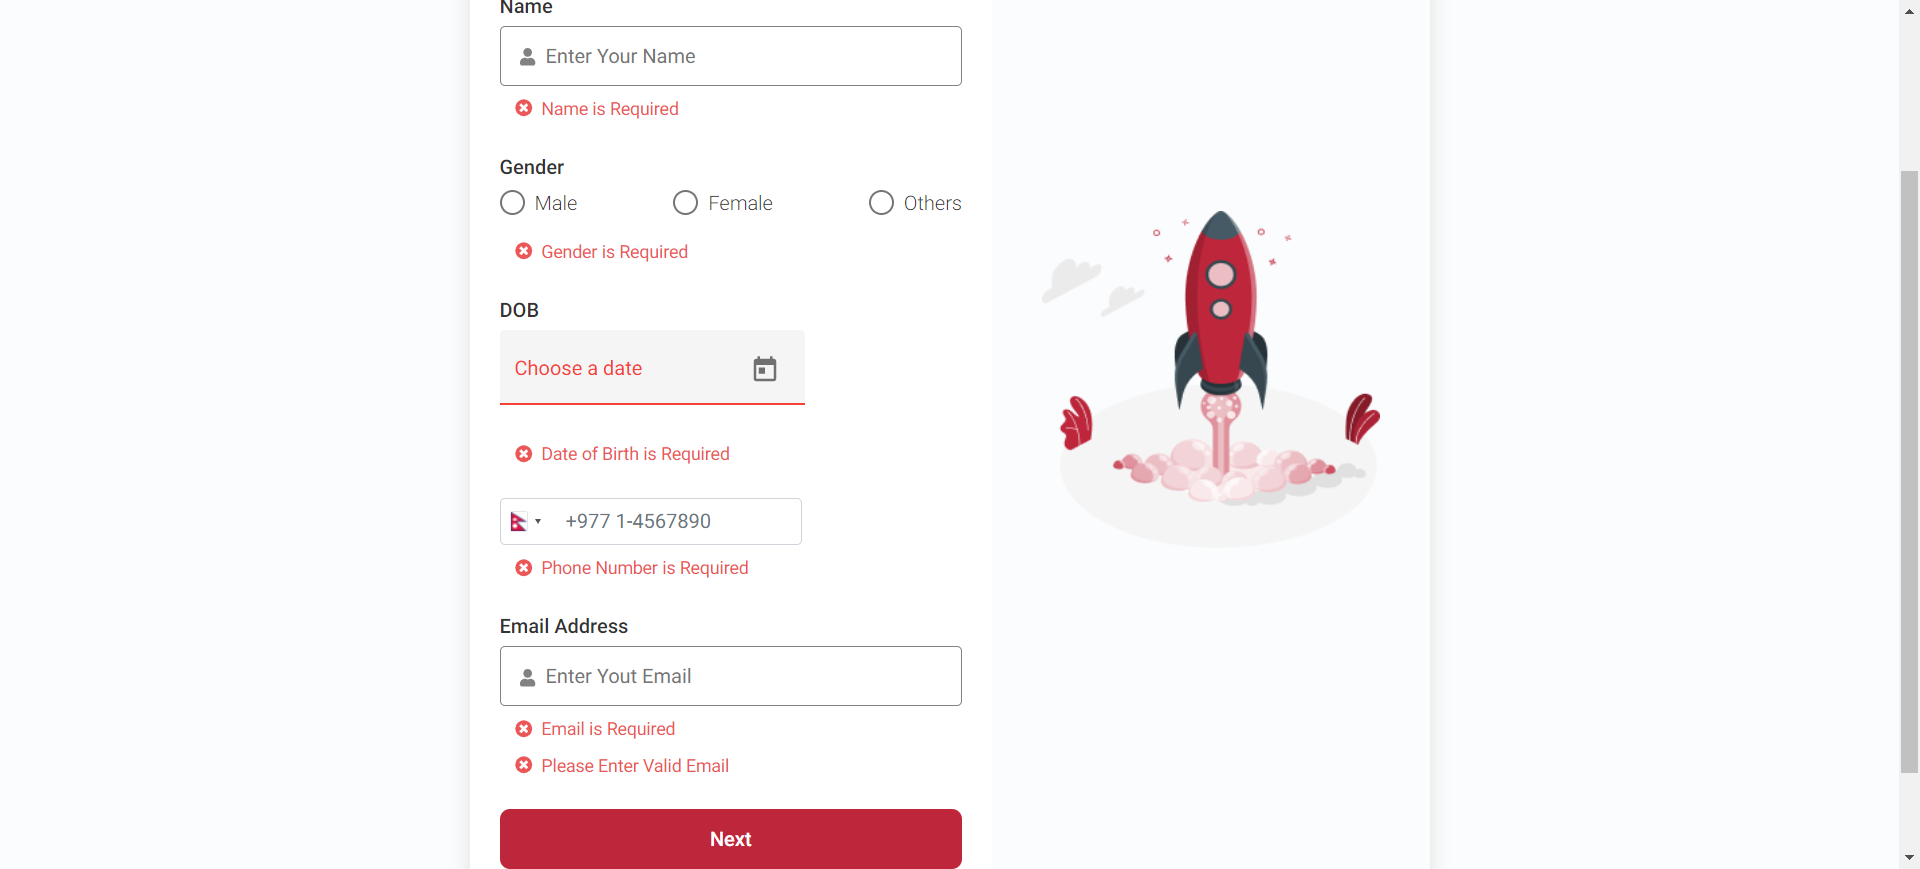 Name
Enter Your Name
Name is Required
Gender
Male Female Others
Gender is Required
DOB
Choose a date
Date of Birth is Required
+977 1-4567890
Phone Number is Required
Email Address
Enter Yout Email
Email is Required
Please Enter Valid Email
Next